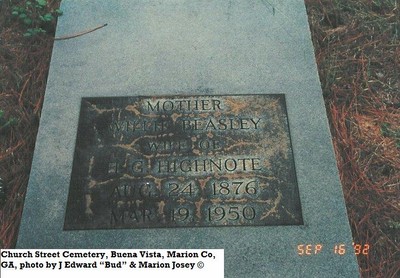 MOTHER
BEASLEY
WIFE OF
HIGHNOTE
AUG. 24, 1876
MAR. 19, 1950
SEP 16 '92
Church Street Cemetery, Buena Vista, Marion Co,
GA, photo by J Edward “Bud” & Marion Josey ©